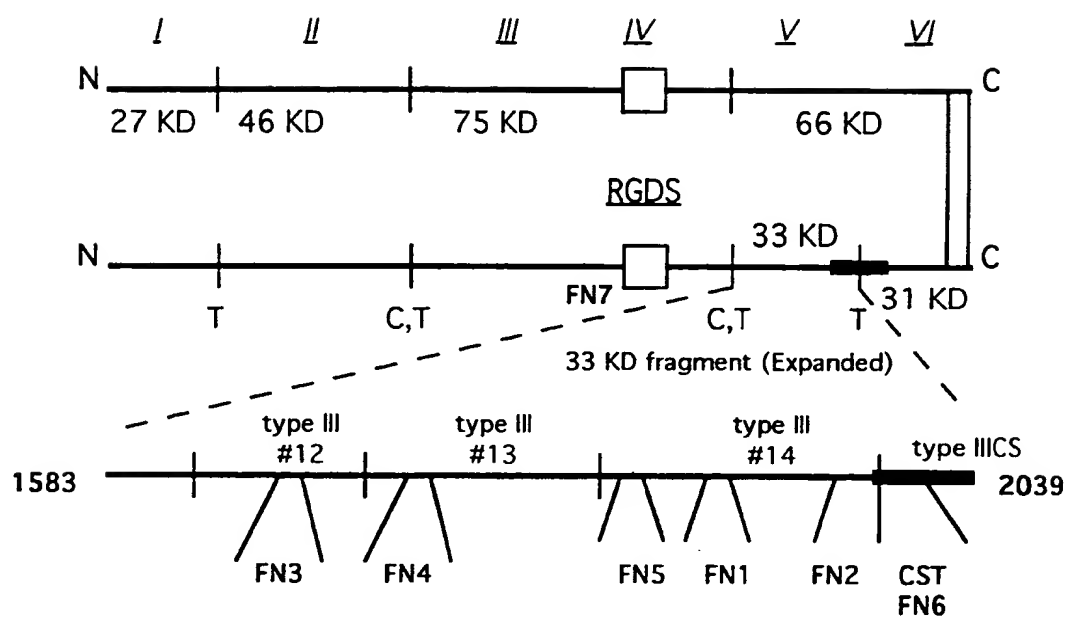 I II III IV V VI
N C
27 KD 46 KD 75 KD 66 KD
RGDS
33 KD
N C
FN7 31 KD
T C,T C,T T
33 KD fragment (Expanded)
type III #12 type III #13 type III #14 type IIICS
1583 2039
FN3 FN4 FN5 FN1 FN2 CST
FN6